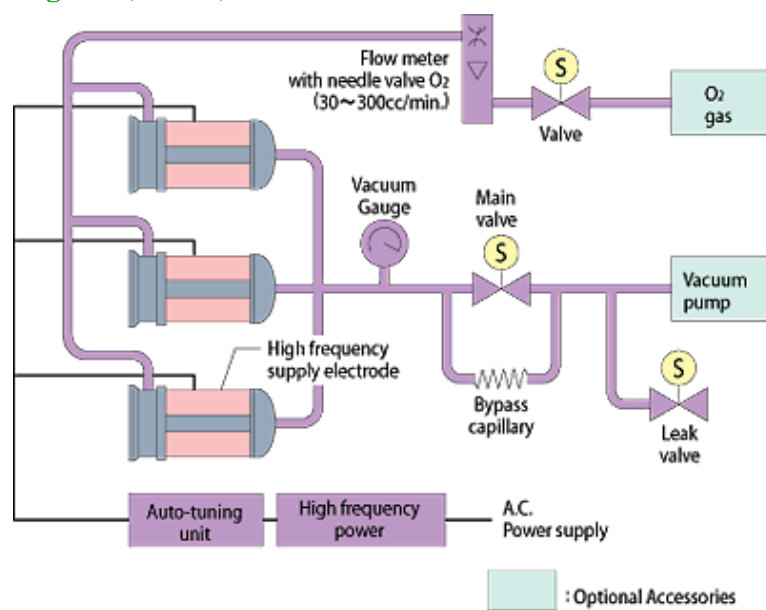 Flow meter
with needle valve O₂
(30～300cc/min.)
S
Valve
O₂
gas
Vacuum
Gauge
Main
valve
S
Vacuum
pump
High frequency
supply electrode
Bypass
capillary
S
Leak
valve
Auto-tuning
unit
High frequency
power
A.C.
Power supply
: Optional Accessories